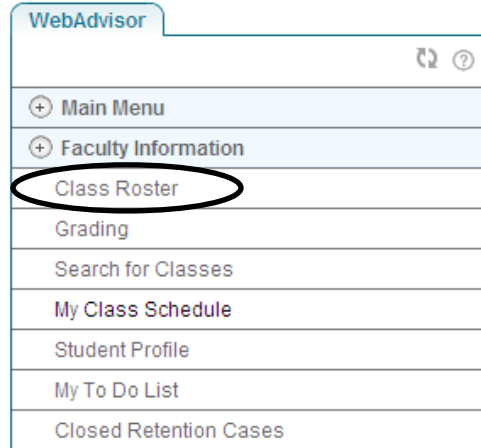 WebAdvisor
Main Menu
Faculty Information
Class Roster
Grading
Search for Classes
My Class Schedule
Student Profile
My To Do List
Closed Retention Cases